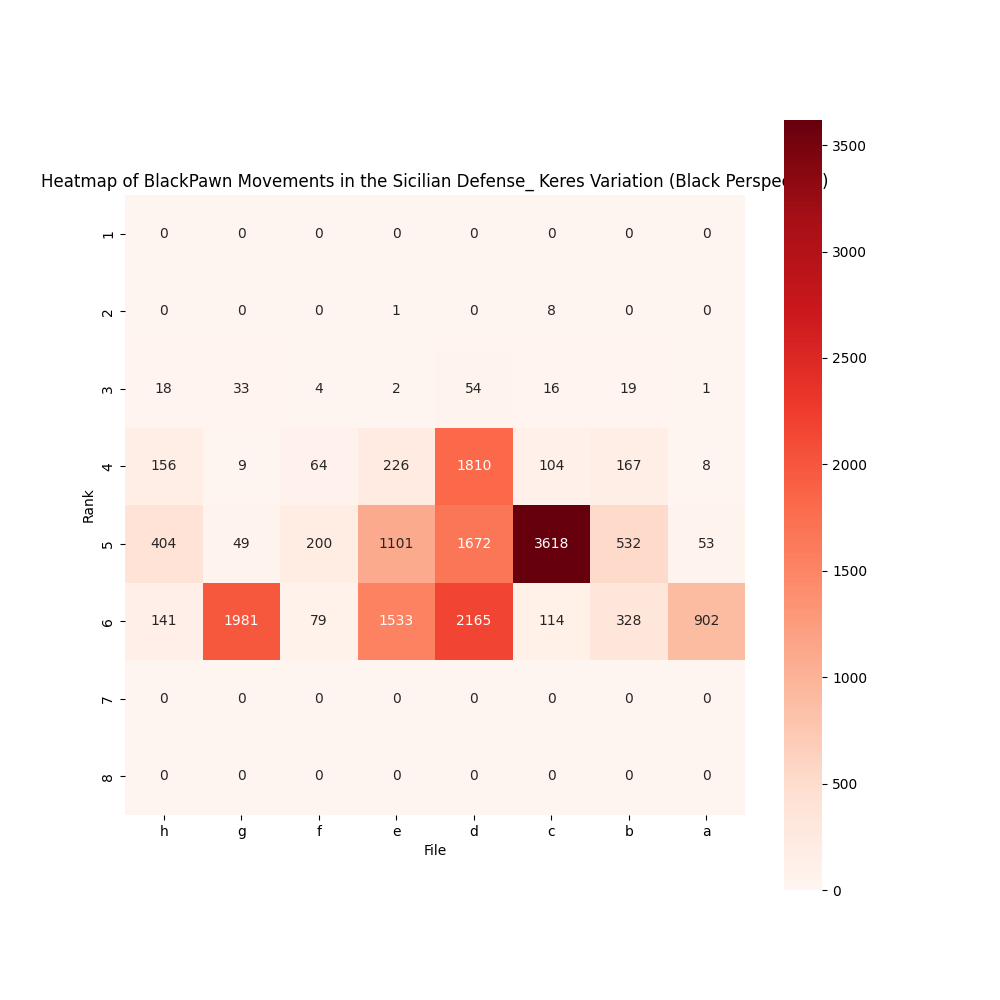 Heatmap of BlackPawn Movements in the Sicilian Defense_ Keres Variation (Black Perspe )
1 0 0 0 0 0 0 0 0
2 0 0 0 1 0 8 0 0
3 18 33 4 2 54 16 19 1
4 156 9 64 226 1810 104 167 8
5 404 49 200 1101 1672 3618 532 53
6 141 1981 79 1533 2165 114 328 902
7 0 0 0 0 0 0 0 0
8 0 0 0 0 0 0 0 0
Rank
h g f e d c b a
File
3500
3000
2500
2000
1500
1000
500
0